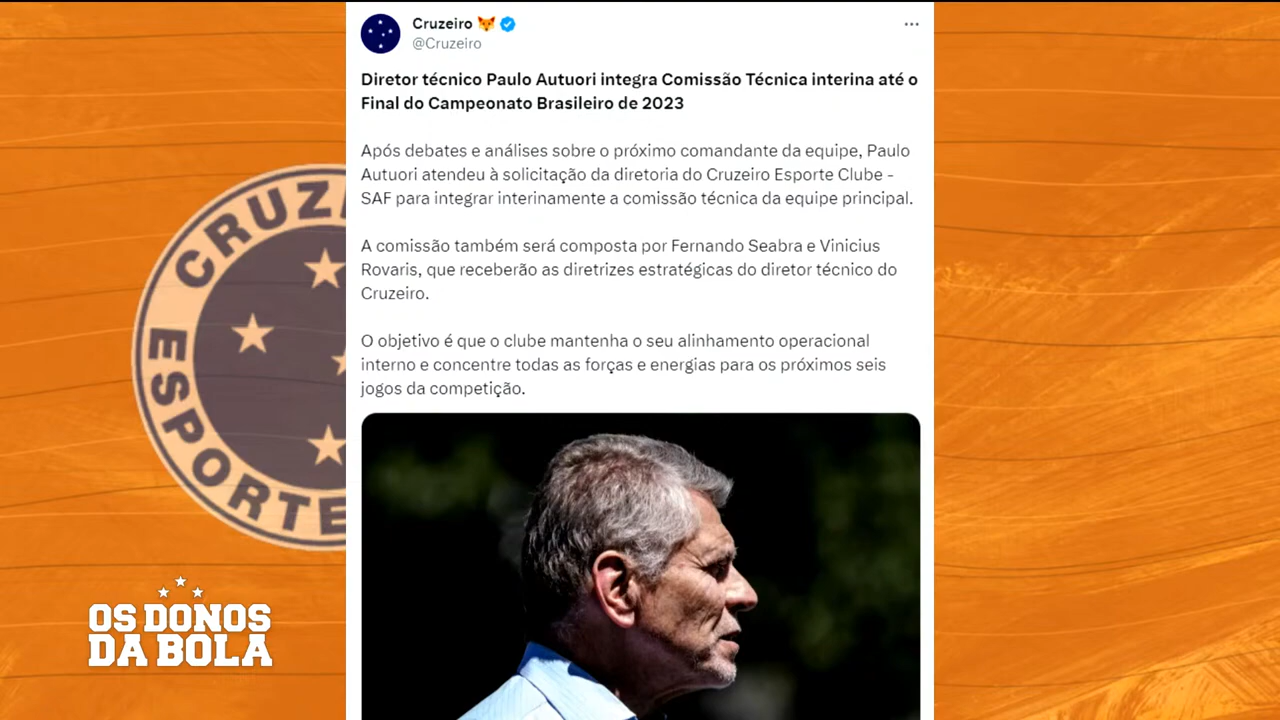 Cruzeiro
@Cruzeiro
Diretor técnico Paulo Autuori integra Comissão Técnica interina até o
Final do Campeonato Brasileiro de 2023
Após debates e análises sobre o próximo comandante da equipe, Paulo
Autuori atendeu à solicitação da diretoria do Cruzeiro Esporte Clube -
SAF para integrar interinamente a comissão técnica da equipe principal.
A comissão também será composta por Fernando Seabra e Vinicius
Rovaris, que receberão as diretrizes estratégicas do diretor técnico do
Cruzeiro.
O objetivo é que o clube mantenha o seu alinhamento operacional
interno e concentre todas as forças e energias para os próximos seis
jogos da competição.
CRUZ
ESPORTE
OS DONOS
DA BOLA